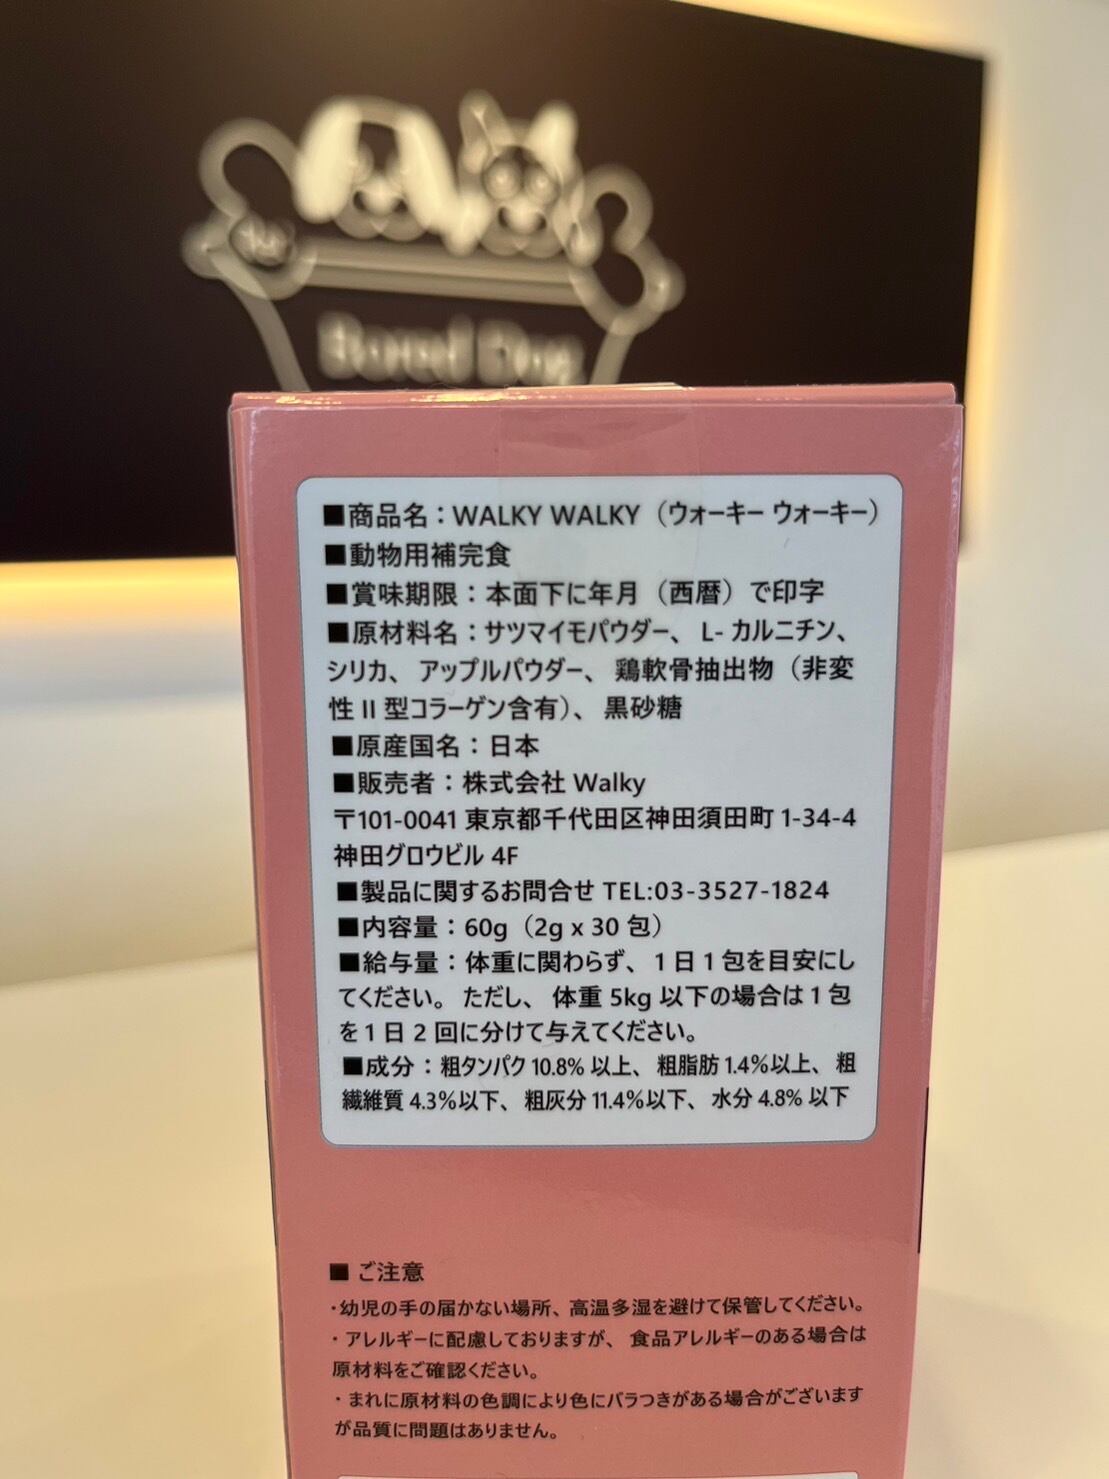 Bored Dog
■商品名：WALKY WALKY（ウォーキー ウォーキー）
■動物用補完食
■賞味期限：本面下に年月（西暦）で印字
■原材料名：サツマイモパウダー、L-カルニチン、
シリカ、アップルパウダー、鶏軟骨抽出物（非変
性 II 型コラーゲン含有）、黒砂糖
■原産国名：日本
■販売者：株式会社 Walky
〒101-0041 東京都千代田区神田須田町 1-34-4
神田グロウビル 4F
■製品に関するお問合せ TEL:03-3527-1824
■内容量：60g（2g x 30 包）
■給与量：体重に関わらず、1 日 1 包を目安にし
てください。ただし、体重 5kg 以下の場合は 1 包
を 1 日 2 回に分けて与えてください。
■成分：粗タンパク 10.8% 以上、粗脂肪 1.4%以上、粗
繊維質 4.3%以下、粗灰分 11.4%以下、水分 4.8% 以下
■ ご注意
・幼児の手の届かない場所、高温多湿を避けて保管してください。
・アレルギーに配慮しておりますが、食品アレルギーのある場合は
原材料をご確認ください。
・まれに原材料の色調により色にバラつきがある場合がございます
が品質に問題はありません。